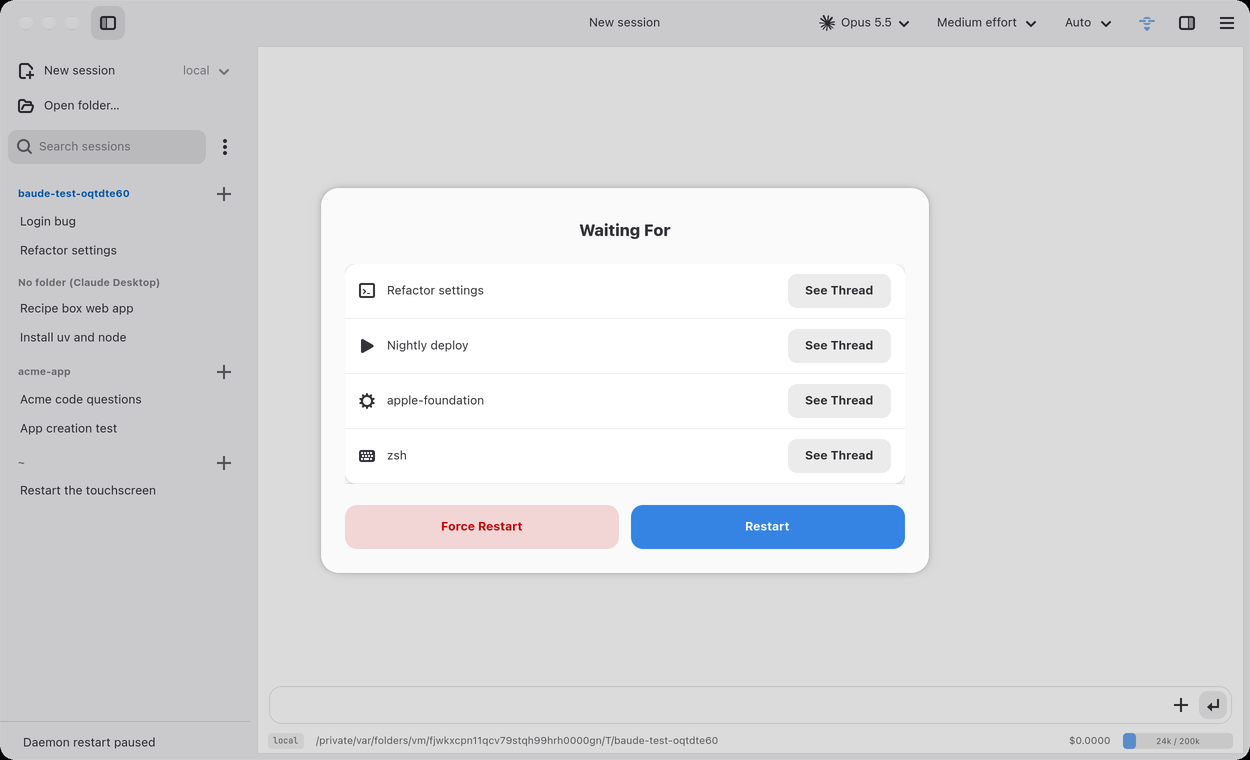 New session
Opus 5.5
Medium effort
Auto
New session
local
Open folder...
Search sessions
baude-test-oqtdte60
Login bug
Refactor settings
No folder (Claude Desktop)
Recipe box web app
Install uv and node
acme-app
Acme code questions
App creation test
~
Restart the touchscreen
Daemon restart paused
Waiting For
Refactor settings
See Thread
Nightly deploy
See Thread
apple-foundation
See Thread
zsh
See Thread
Force Restart
Restart
local
/private/var/folders/vm/fjwkxcpn11qcv79stqh99hrh0000gn/T/baude-test-oqtdte60
$0.0000
24k / 200k